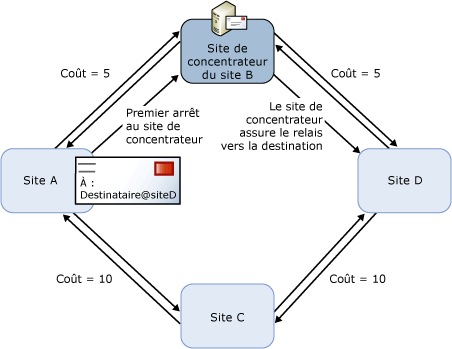 Site de
concentrateur
du site B
Coût = 5
Coût = 5
Premier arrêt
au site de
concentrateur
Le site de
concentrateur
assure le relais
vers la destination
Site A
À :
Destinataire@siteD
Site D
Coût = 10
Coût = 10
Site C